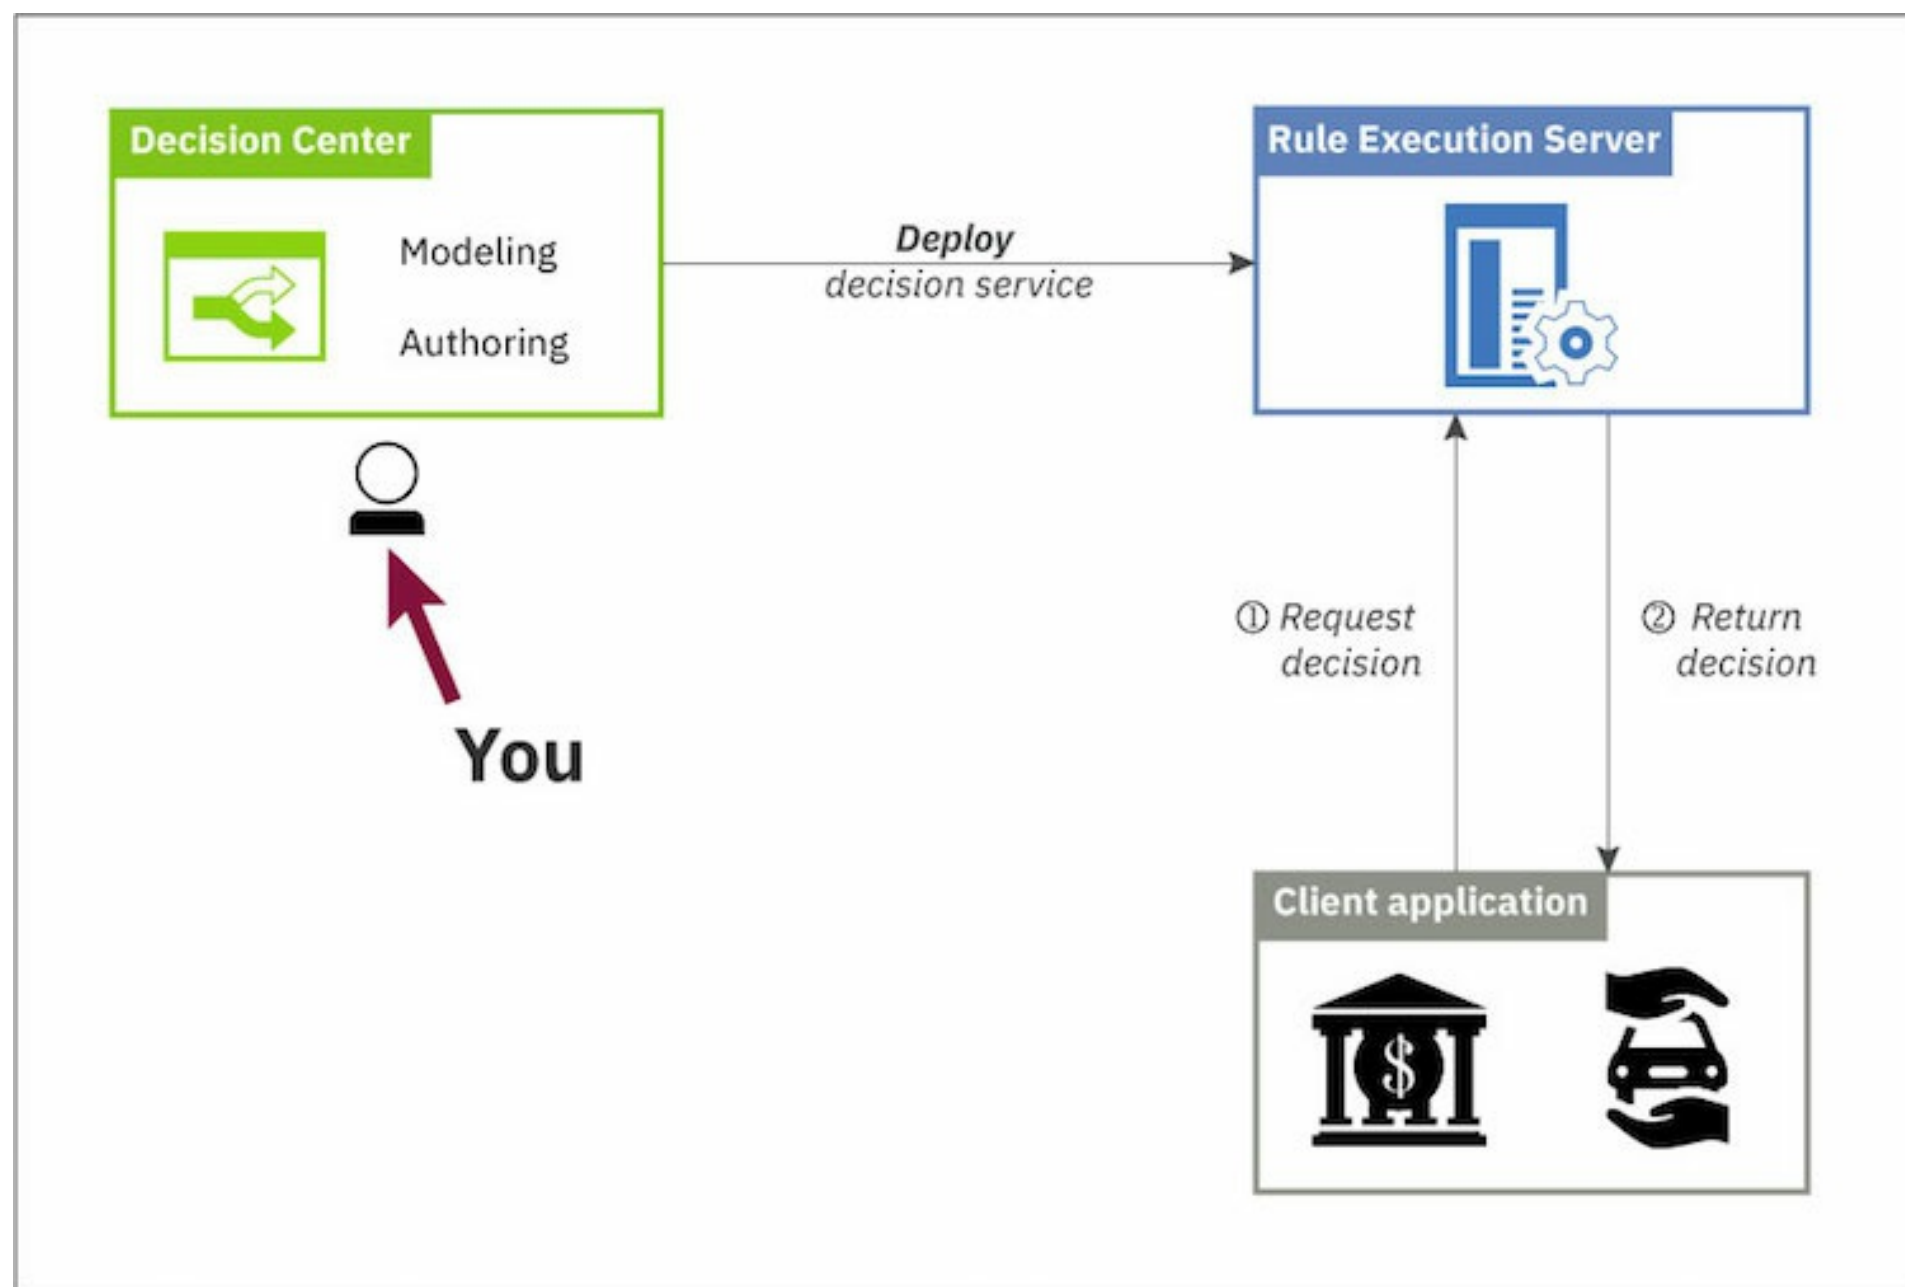 Decision Center
Modeling
Authoring
Deploy
decision service
Rule Execution Server
You
① Request
decision
② Return
decision
Client application
$